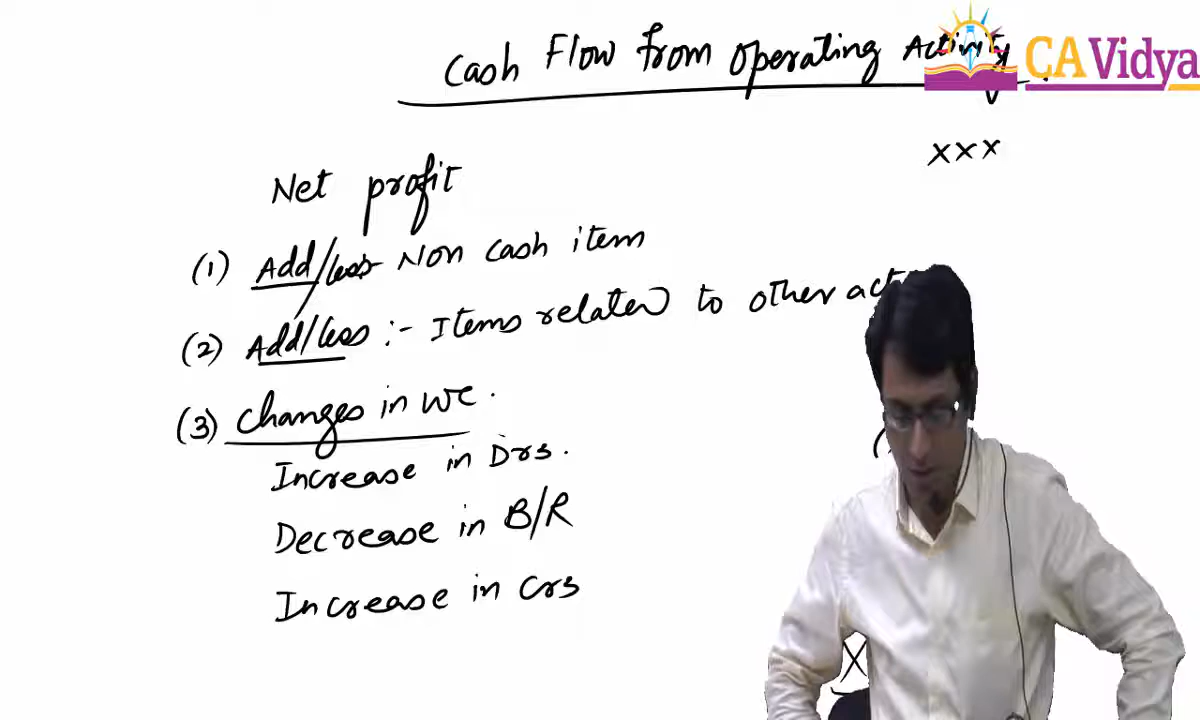 Cash Flow from Operating Activity
CA Vidya
xxx
Net profit
(1) Add/less Non cash item
(2) Add/less :- Items related to other
(3) Changes in WC.
Increase in Drs.
Decrease in B/R
Increase in Crs